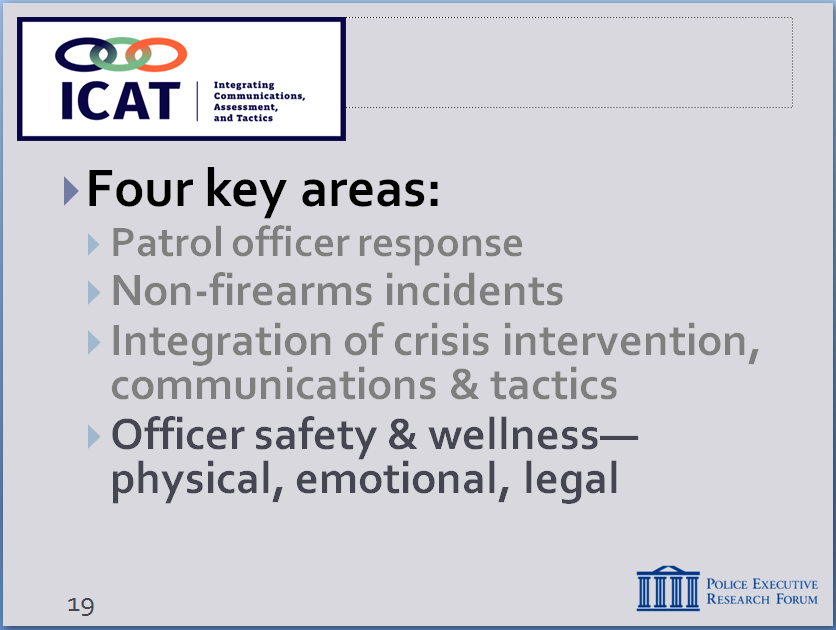 ICAT
Integrating
Communications,
Assessment,
and Tactics
Four key areas:
Patrol officer response
Non-firearms incidents
Integration of crisis intervention,
communications & tactics
Officer safety & wellness—
physical, emotional, legal
19
POLICE EXECUTIVE
RESEARCH FORUM